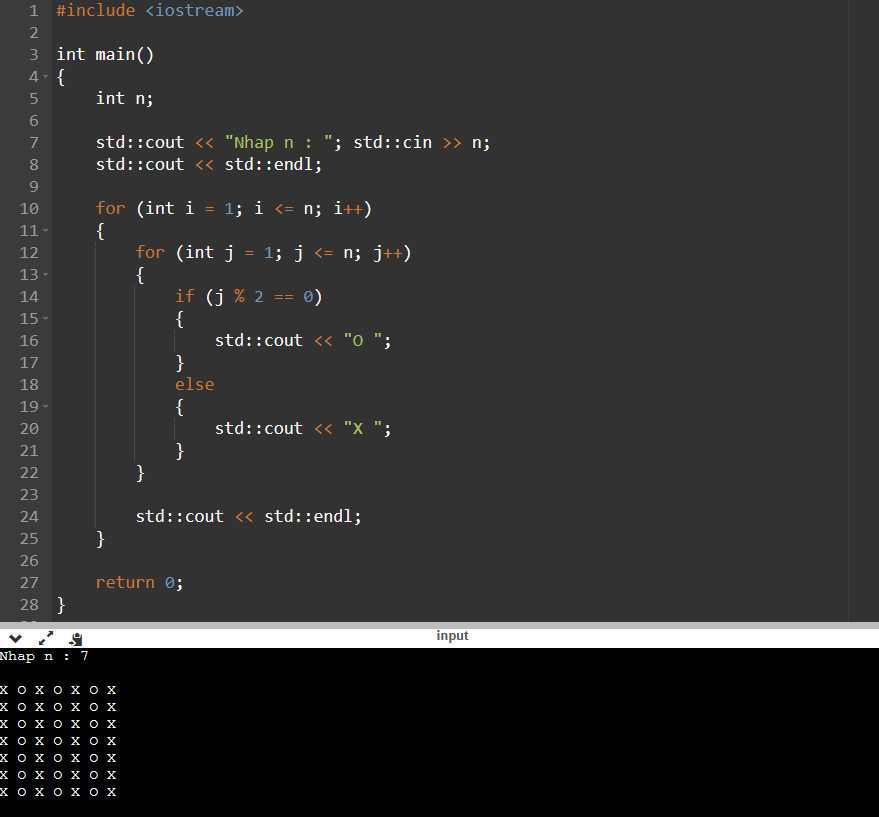 1 #include <iostream>
2
3 int main()
4 {
5     int n;
6
7     std::cout << "Nhap n : "; std::cin >> n;
8     std::cout << std::endl;
9
10     for (int i = 1; i <= n; i++)
11     {
12         for (int j = 1; j <= n; j++)
13         {
14             if (j % 2 == 0)
15             {
16                 std::cout << "O ";
17             }
18             else
19             {
20                 std::cout << "X ";
21             }
22         }
23
24         std::cout << std::endl;
25     }
26
27     return 0;
28 }
input
Nhap n : 7
X O X O X O X
X O X O X O X
X O X O X O X
X O X O X O X
X O X O X O X
X O X O X O X
X O X O X O X